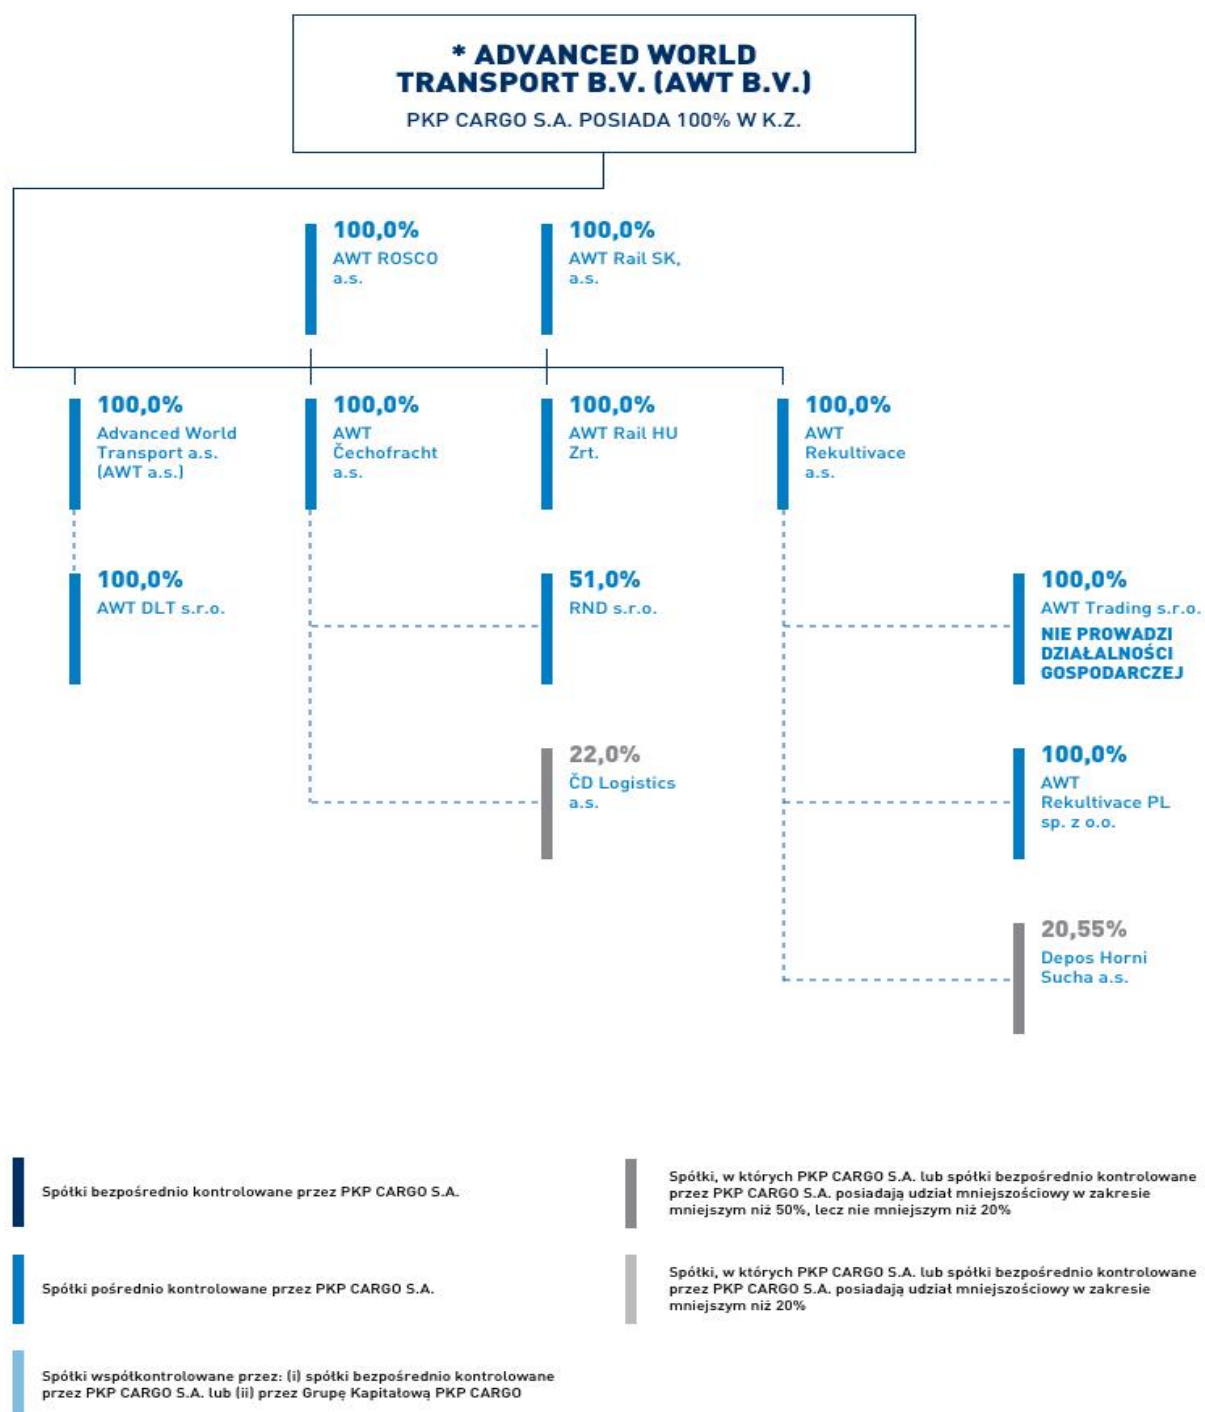 * ADVANCED WORLD
TRANSPORT B.V. (AWT B.V.)
PKP CARGO S.A. POSIADA 100% W K.Z.
100,0%
AWT ROSCO
a.s.
100,0%
AWT Rail SK,
a.s.
100,0%
Advanced World
Transport a.s.
(AWT a.s.)
100,0%
AWT
Čechofracht
a.s.
100,0%
AWT Rail HU
Zrt.
100,0%
AWT
Rekultivace
a.s.
100,0%
AWT DLT s.r.o.
51,0%
RND s.r.o.
100,0%
AWT Trading s.r.o.
NIE PROWADZI
DZIAŁALNOŚCI
GOSPODARCZEJ
22,0%
ČD Logistics
a.s.
100,0%
AWT
Rekultivace PL
sp. z o.o.
20,55%
Depos Horni
Sucha a.s.
Spółki bezpośrednio kontrolowane przez PKP CARGO S.A.
Spółki pośrednio kontrolowane przez PKP CARGO S.A.
Spółki współkontrolowane przez: (i) spółki bezpośrednio kontrolowane
przez PKP CARGO S.A. lub (ii) przez Grupę Kapitałową PKP CARGO
Spółki, w których PKP CARGO S.A. lub spółki bezpośrednio kontrolowane
przez PKP CARGO S.A. posiadają udział mniejszościowy w zakresie
mniejszym niż 50%, lecz nie mniejszym niż 20%
Spółki, w których PKP CARGO S.A. lub spółki bezpośrednio kontrolowane
przez PKP CARGO S.A. posiadają udział mniejszościowy w zakresie
mniejszym niż 20%